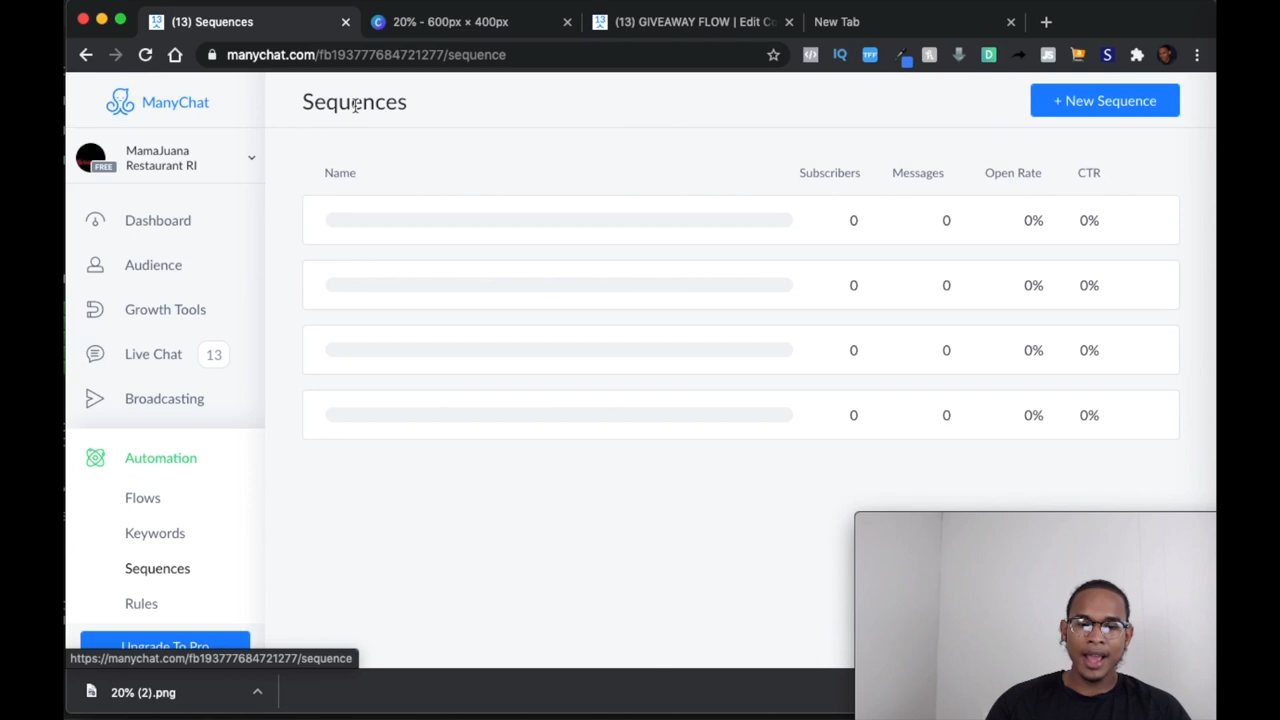 (13) Sequences
20% - 600px × 400px
(13) GIVEAWAY FLOW | Edit Co
New Tab
manychat.com/fb193777684721277/sequence
ManyChat
Sequences
+ New Sequence
MamaJuana
Restaurant RI
FREE
Name Subscribers Messages Open Rate CTR
0 0 0% 0%
0 0 0% 0%
0 0 0% 0%
0 0 0% 0%
Dashboard
Audience
Growth Tools
Live Chat 13
Broadcasting
Automation
Flows
Keywords
Sequences
Rules
Upgrade To Pro
https://manychat.com/fb193777684721277/sequence
20% (2).png